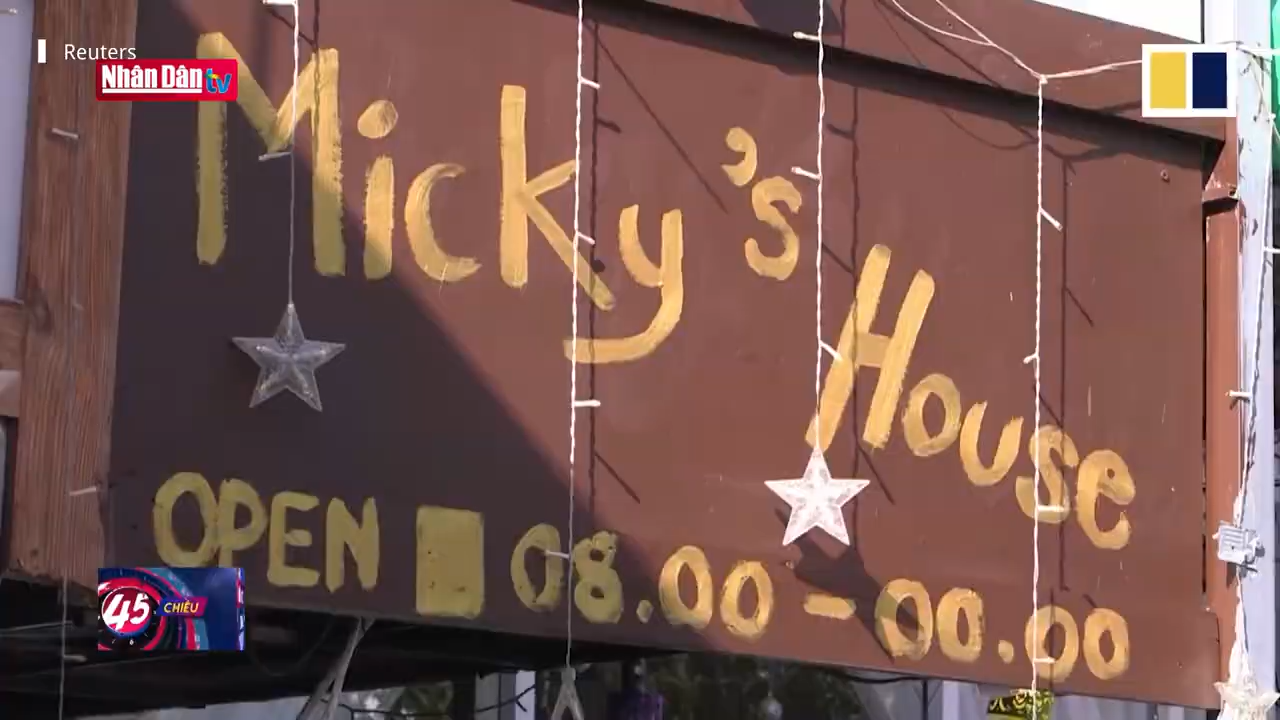 Reuters
Nhân Dân tv
Micky's
House
OPEN 08.00 - 00.00
45 CHIỀU